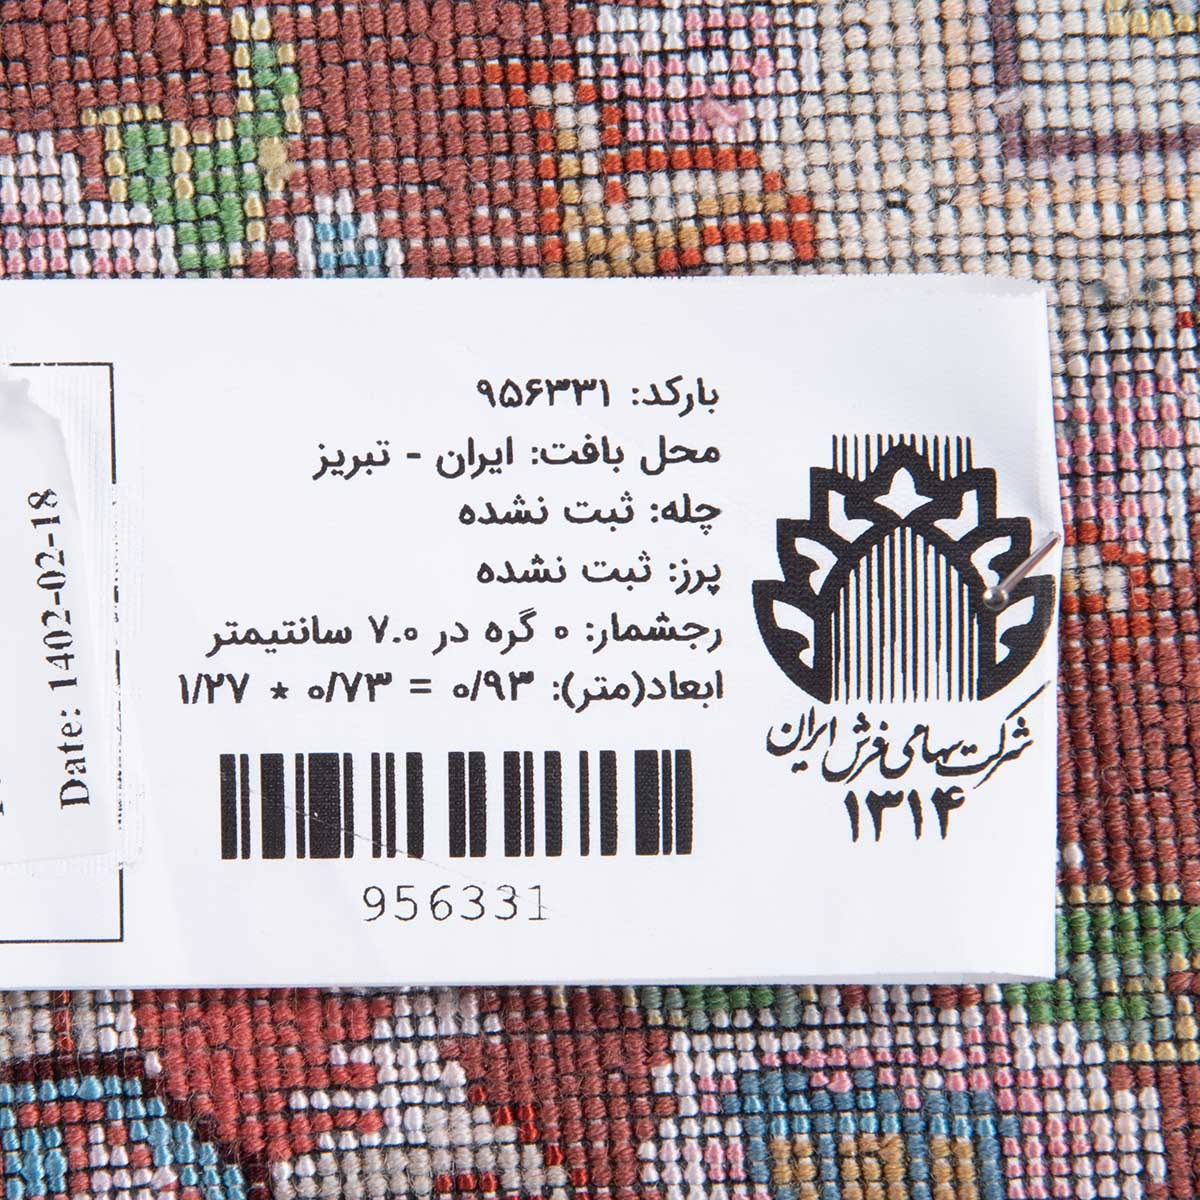 بارکد: ۹۵۶۳۳۱
محل بافت: ایران - تبریز
چله: ثبت نشده
پرز: ثبت نشده
رجشمار: ۰ گره در ۷.۰ سانتیمتر
ابعاد(متر): ۰/۹۳ = ۰/۷۳ * ۱/۲۷
956331
شرکت سهامی فرش ایران
۱۳۱۴
Date: 1402-02-18